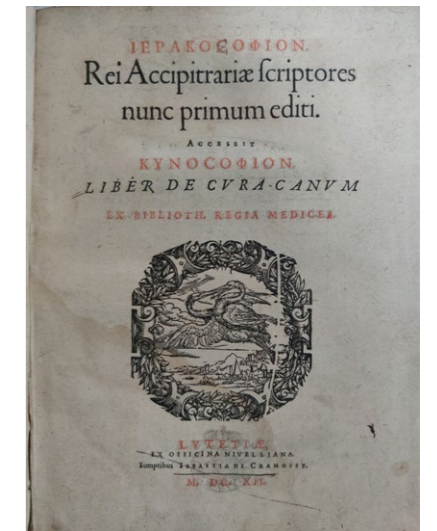 ΙΕΡΑΚΟΣΟΦΙΟΝ.
Rei Accipitrariæ ſcriptores
nunc primum editi.
ACCESSIT
ΚΥΝΟΣΟΦΙΟΝ.
LIBER DE CVRA CANVM
EX BIBLIOTH. REGIA MEDICEA.
LVTETIÆ,
EX OFFICINA NIVELLIANA.
Sumptibus SEBASTIANI CRAMOISY.
M. DC. XII.